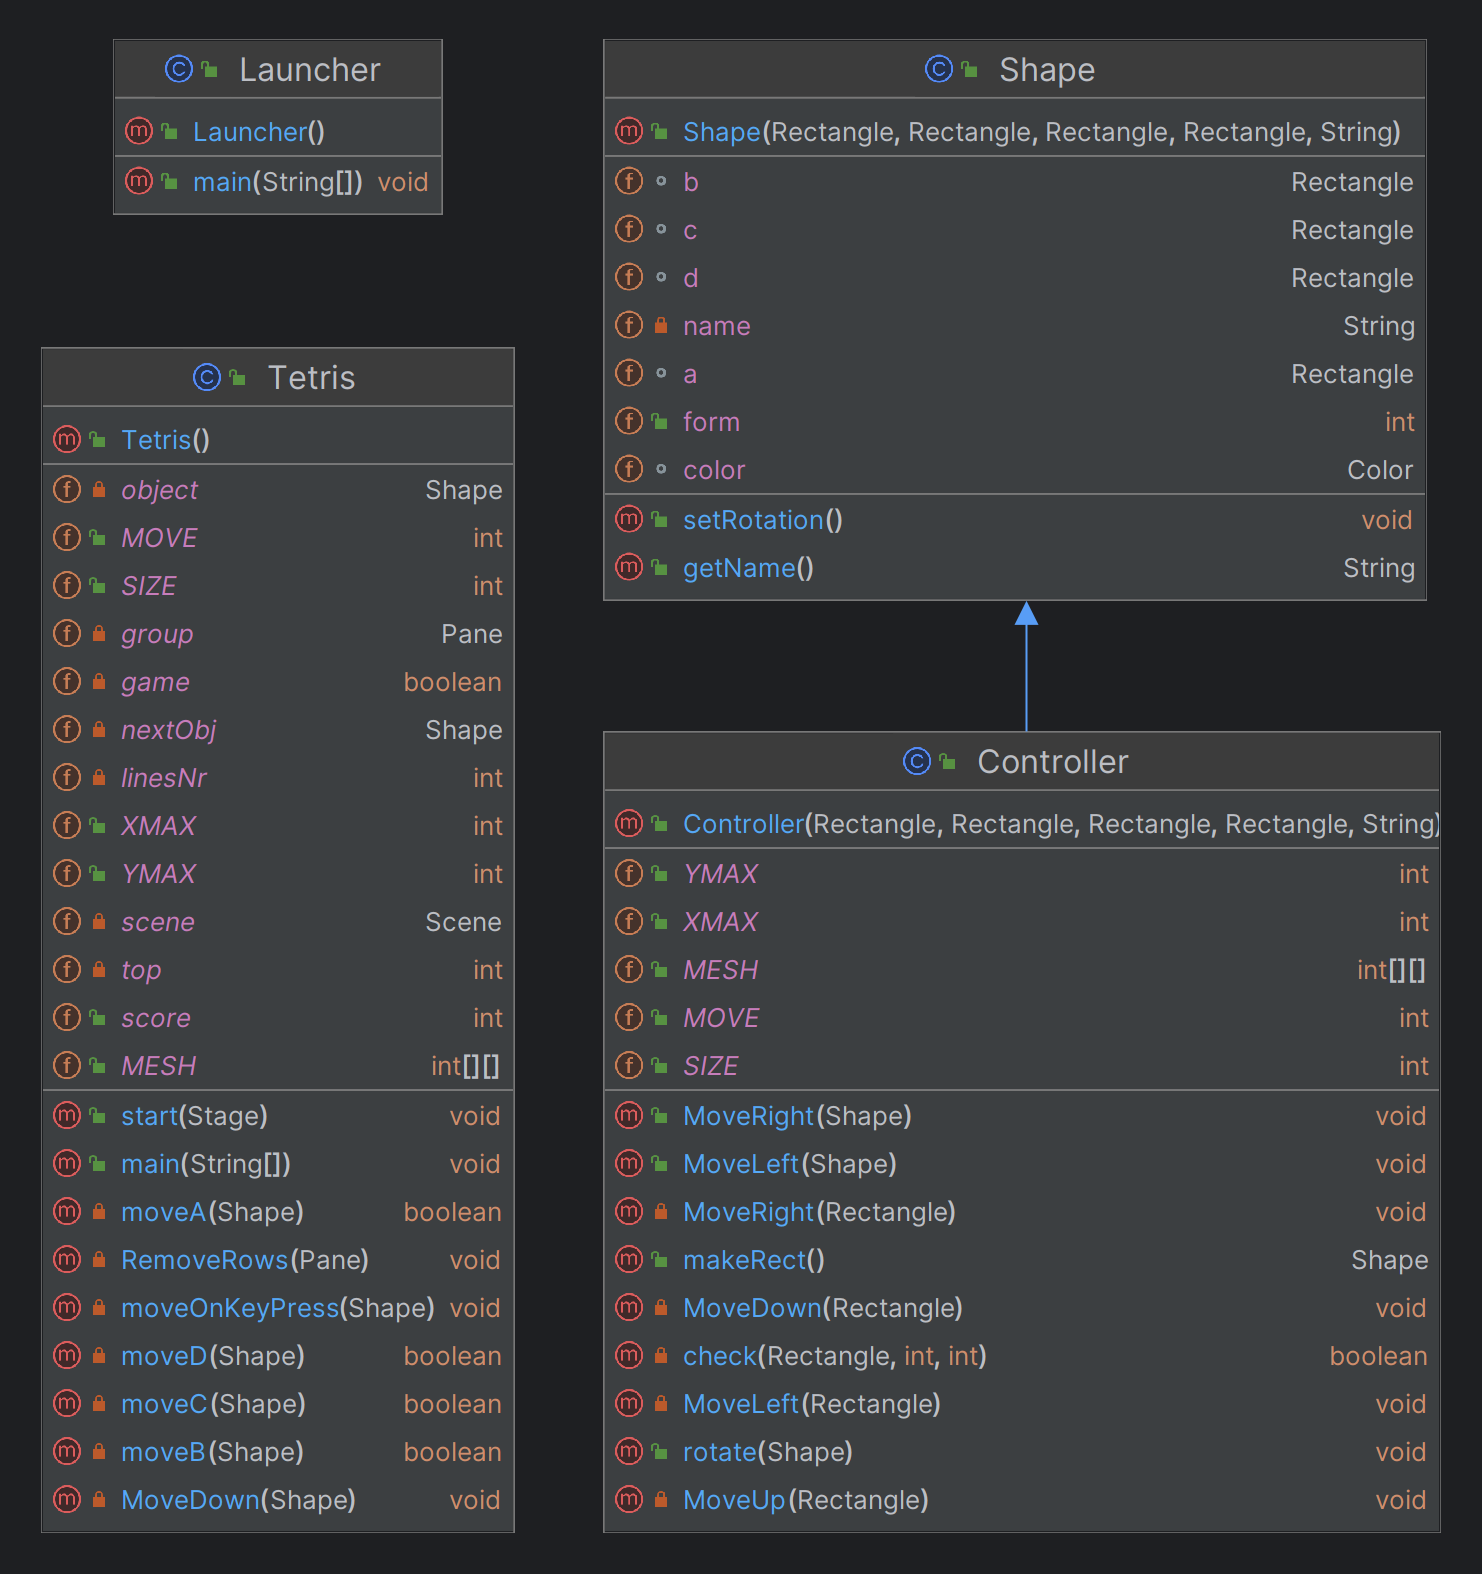 Launcher
Launcher()
main(String[]) void
Shape
Shape(Rectangle, Rectangle, Rectangle, Rectangle, String)
b Rectangle
c Rectangle
d Rectangle
name String
a Rectangle
form int
color Color
setRotation() void
getName() String
Tetris
Tetris()
object Shape
MOVE int
SIZE int
group Pane
game boolean
nextObj Shape
linesNr int
XMAX int
YMAX int
scene Scene
top int
score int
MESH int[][]
start(Stage) void
main(String[]) void
moveA(Shape) boolean
RemoveRows(Pane) void
moveOnKeyPress(Shape) void
moveD(Shape) boolean
moveC(Shape) boolean
moveB(Shape) boolean
MoveDown(Shape) void
Controller
Controller(Rectangle, Rectangle, Rectangle, Rectangle, String)
YMAX int
XMAX int
MESH int[][]
MOVE int
SIZE int
MoveRight(Shape) void
MoveLeft(Shape) void
MoveRight(Rectangle) void
makeRect() Shape
MoveDown(Rectangle) void
check(Rectangle, int, int) boolean
MoveLeft(Rectangle) void
rotate(Shape) void
MoveUp(Rectangle) void